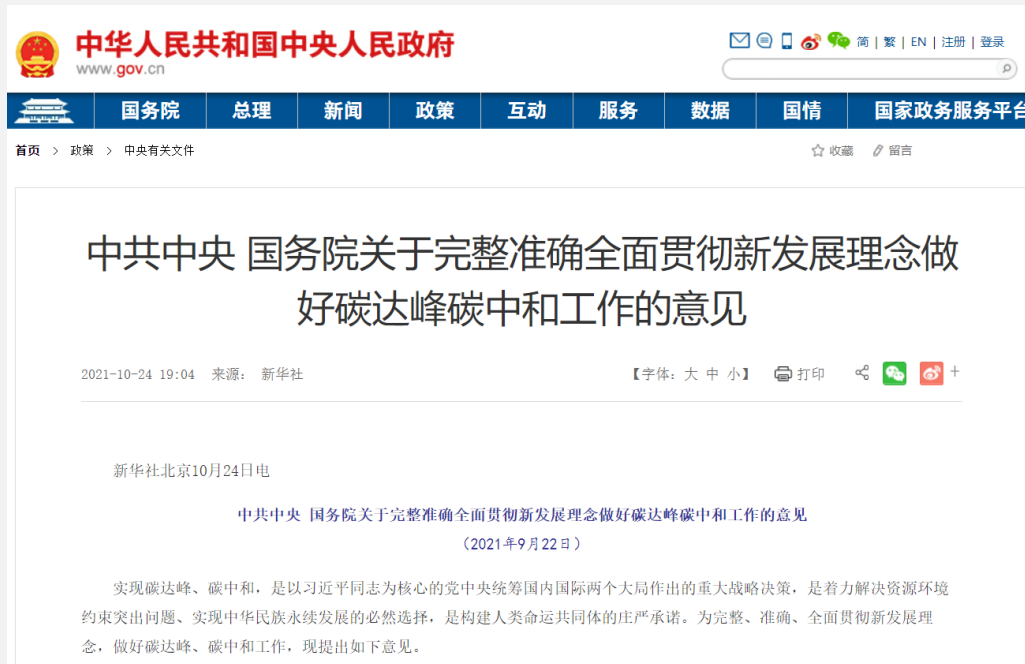 中华人民共和国中央人民政府
www.gov.cn
简 | 繁 | EN | 注册 | 登录
国务院 总理 新闻 政策 互动 服务 数据 国情 国家政务服务平台
首页 > 政策 > 中央有关文件 收藏 留言
中共中央 国务院关于完整准确全面贯彻新发展理念做
好碳达峰碳中和工作的意见
2021-10-24 19:04 来源： 新华社 【字体：大 中 小】 打印 +
新华社北京10月24日电
中共中央 国务院关于完整准确全面贯彻新发展理念做好碳达峰碳中和工作的意见
（2021年9月22日）
实现碳达峰、碳中和，是以习近平同志为核心的党中央统筹国内国际两个大局作出的重大战略决策，是着力解决资源环境
约束突出问题、实现中华民族永续发展的必然选择，是构建人类命运共同体的庄严承诺。为完整、准确、全面贯彻新发展理
念，做好碳达峰、碳中和工作，现提出如下意见。